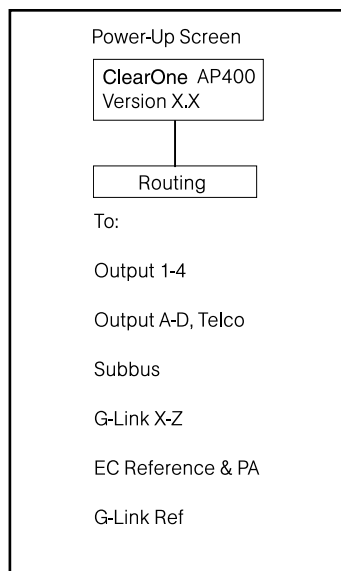 Power-Up Screen
ClearOne AP400
Version X.X
Routing
To:
Output 1-4
Output A-D, Telco
Subbus
G-Link X-Z
EC Reference & PA
G-Link Ref